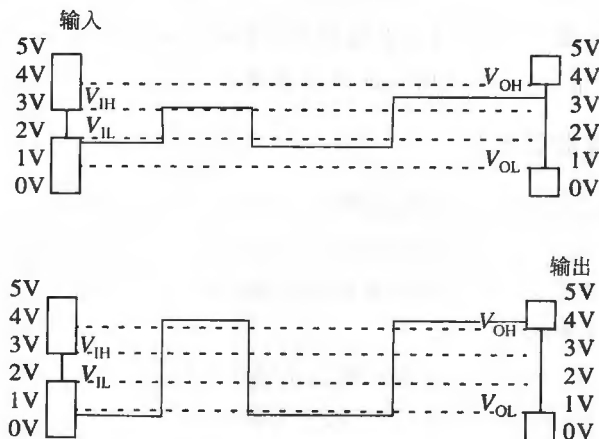 输入
5V 5V
4V V_OH 4V
3V V_IH 3V
2V V_IL 2V
1V V_OL 1V
0V 0V
输出
5V 5V
4V V_OH 4V
3V V_IH 3V
2V V_IL 2V
1V V_OL 1V
0V 0V